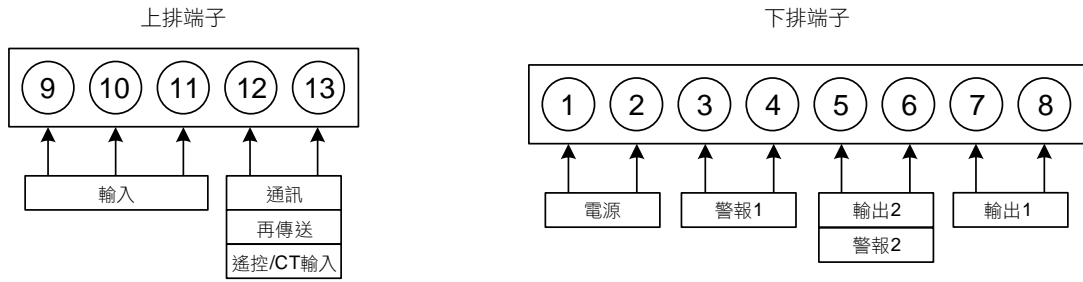 上排端子
9 10 11 12 13
輸入
通訊
再傳送
遙控/CT輸入
下排端子
1 2 3 4 5 6 7 8
電源
警報1
輸出2
警報2
輸出1